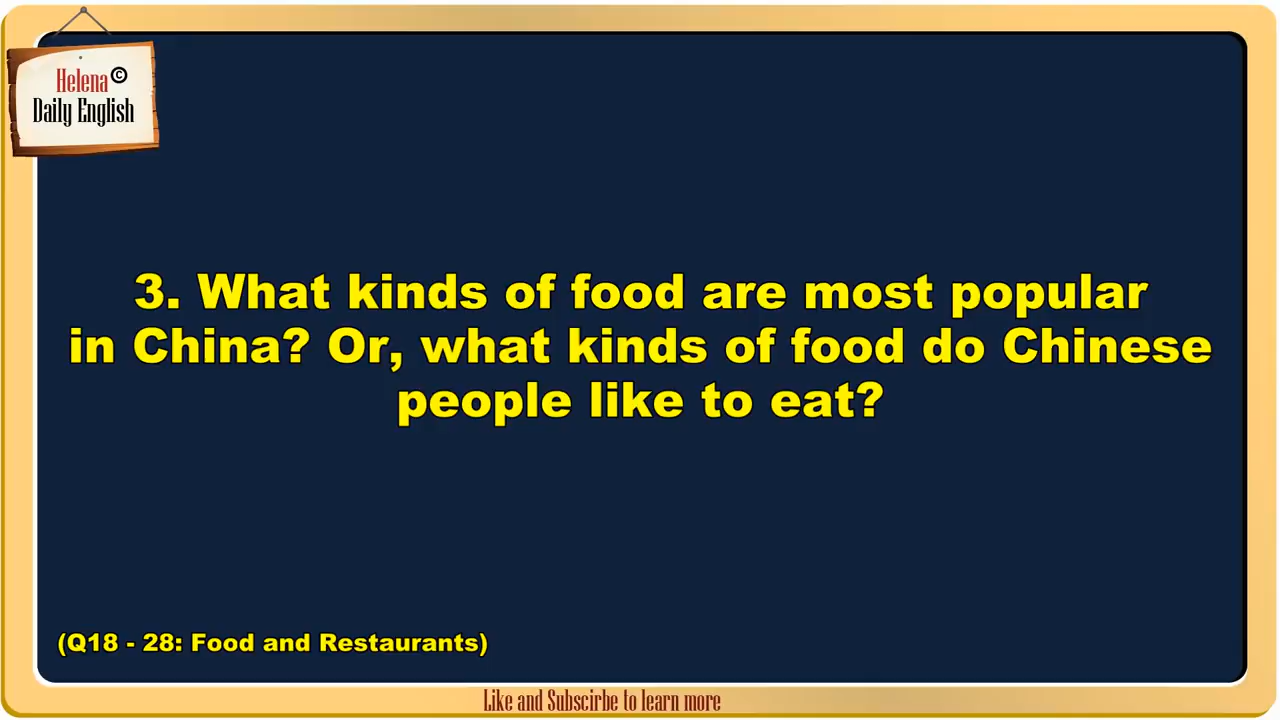 Helena©
Daily English
3. What kinds of food are most popular
in China? Or, what kinds of food do Chinese
people like to eat?
(Q18 - 28: Food and Restaurants)
Like and Subscirbe to learn more